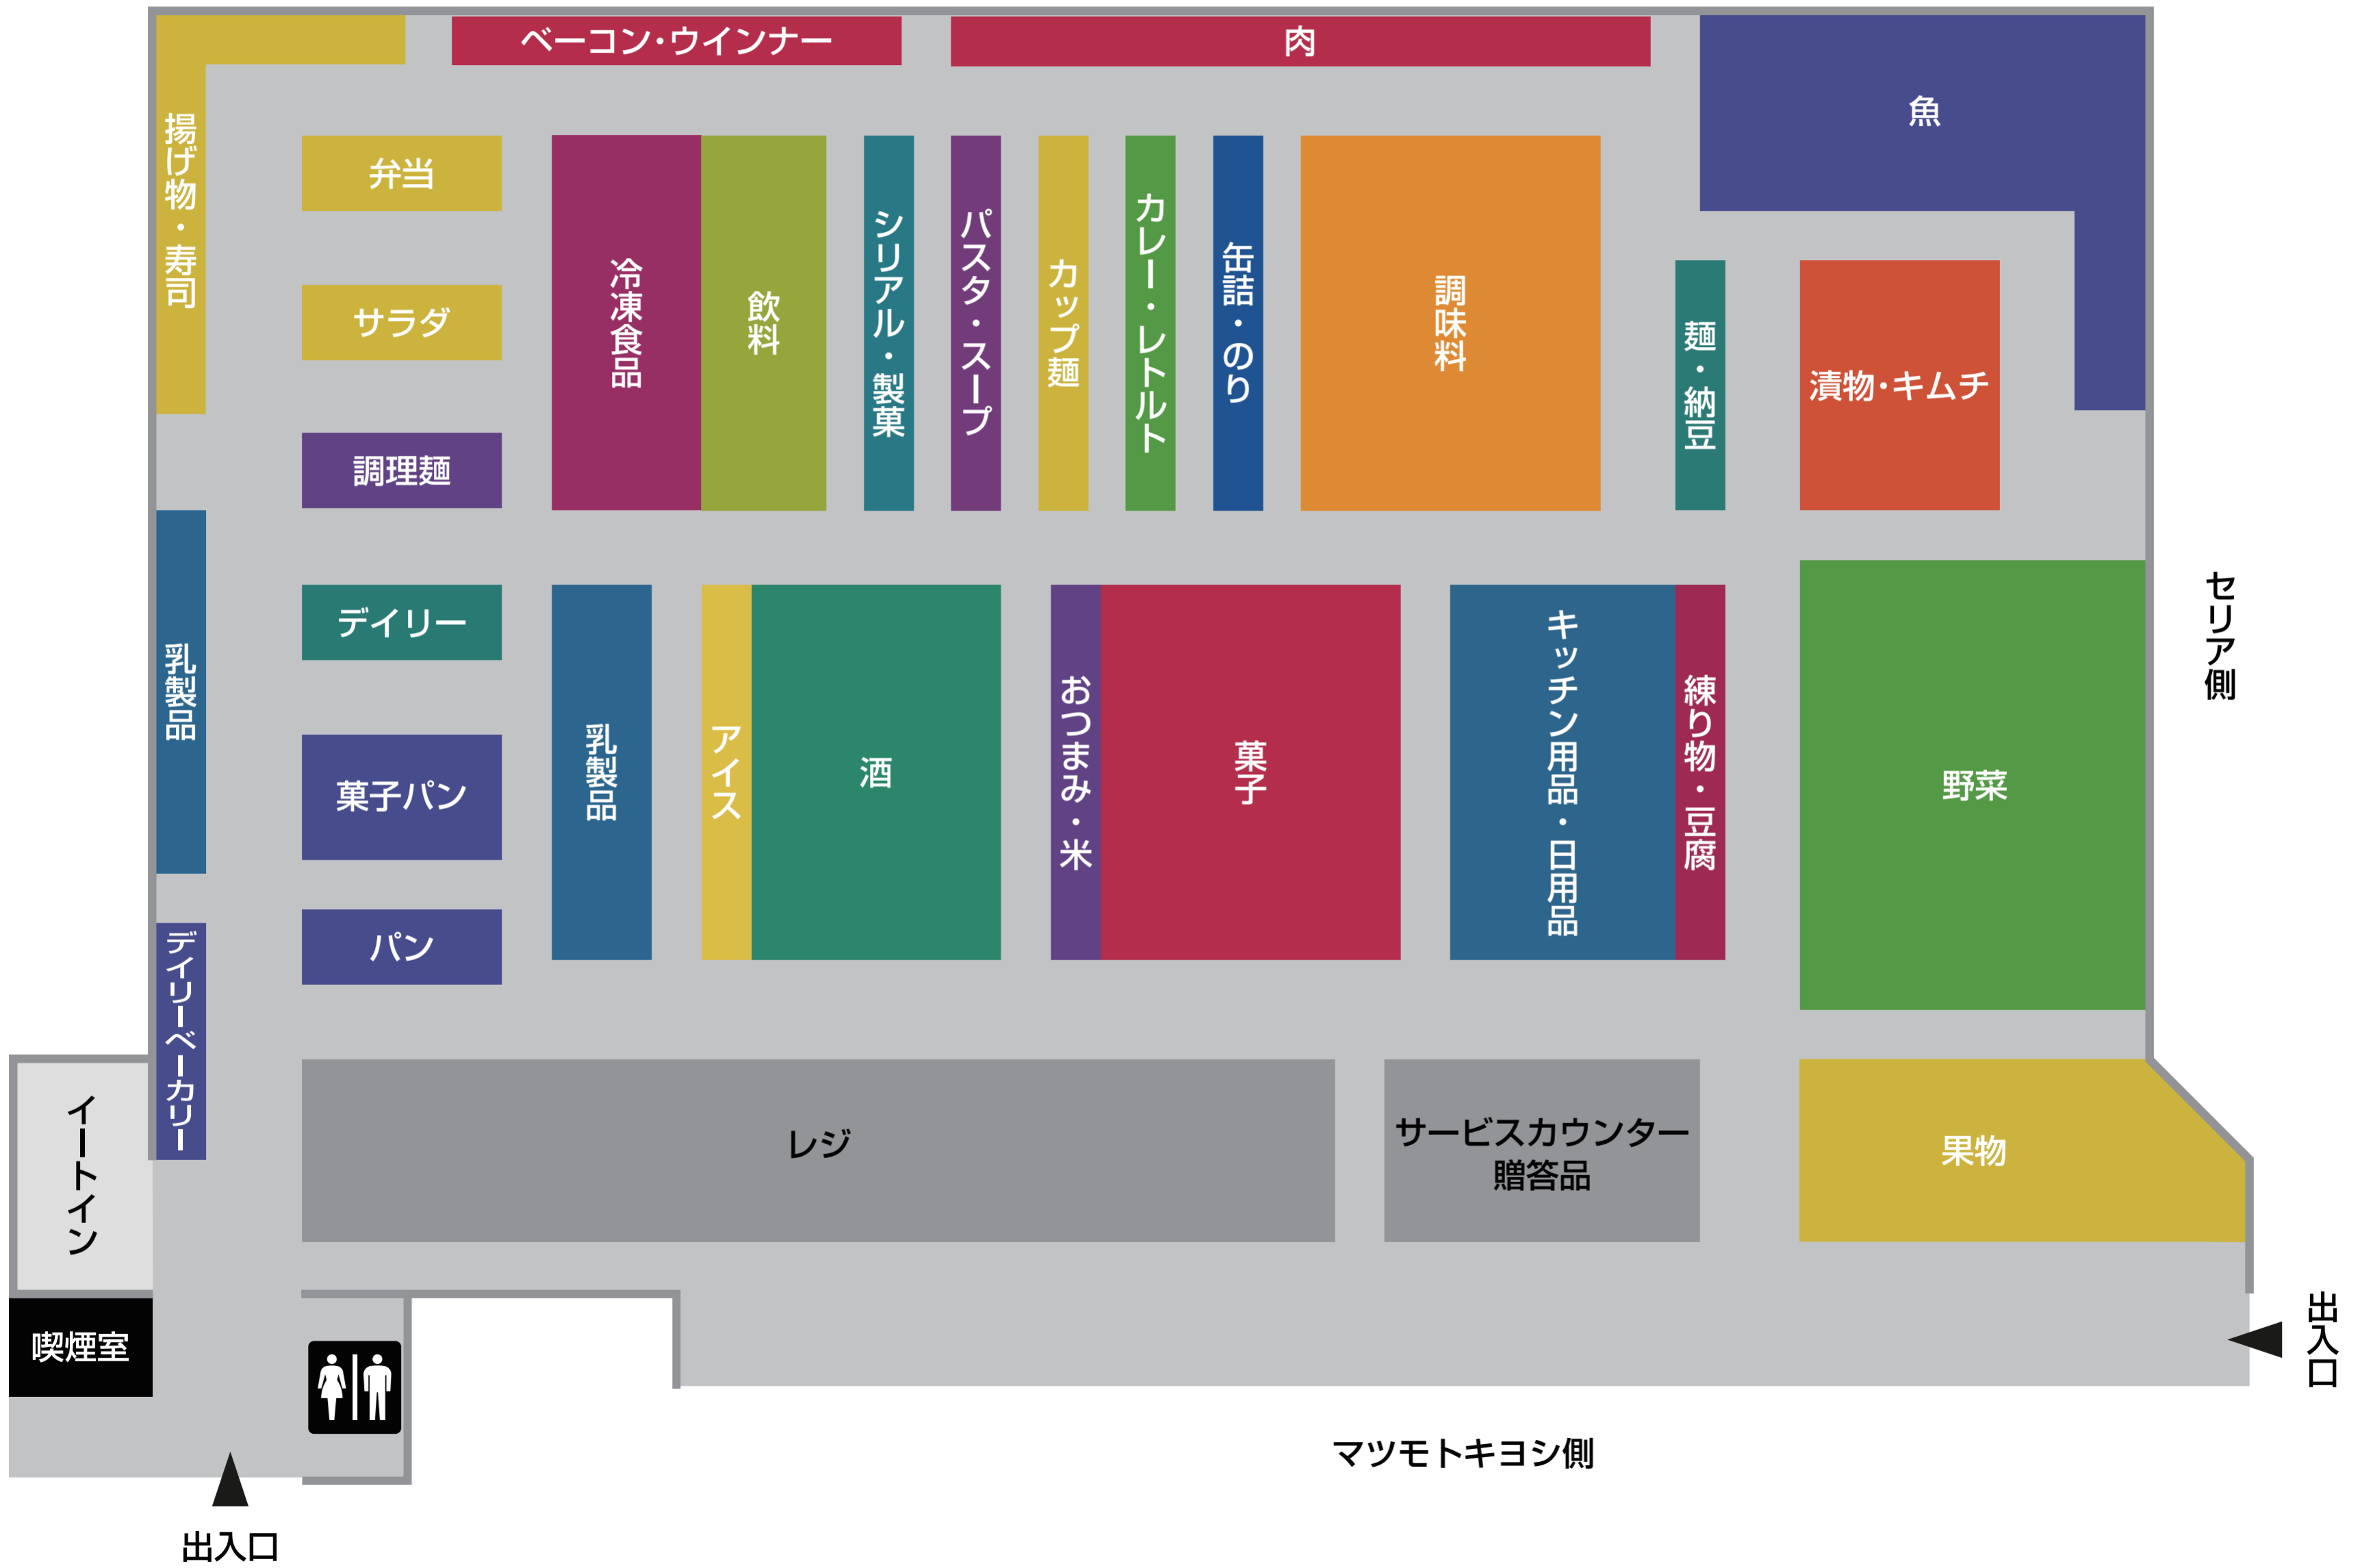 ベーコン・ウインナー
肉
魚
揚げ物・寿司
弁当
サラダ
調理麺
冷凍食品
飲料
シリアル・製菓
パスタ・スープ
カップ麺
カレー・レトルト
缶詰・のり
調味料
麺・納豆
漬物・キムチ
セリア側
乳製品
デイリー
菓子パン
パン
乳製品
アイス
酒
おつまみ・米
菓子
キッチン用品・日用品
練り物・豆腐
野菜
デイリーベーカリー
イートイン
レジ
サービスカウンター
贈答品
果物
喫煙室
出入口
マツモトキヨシ側
出入口